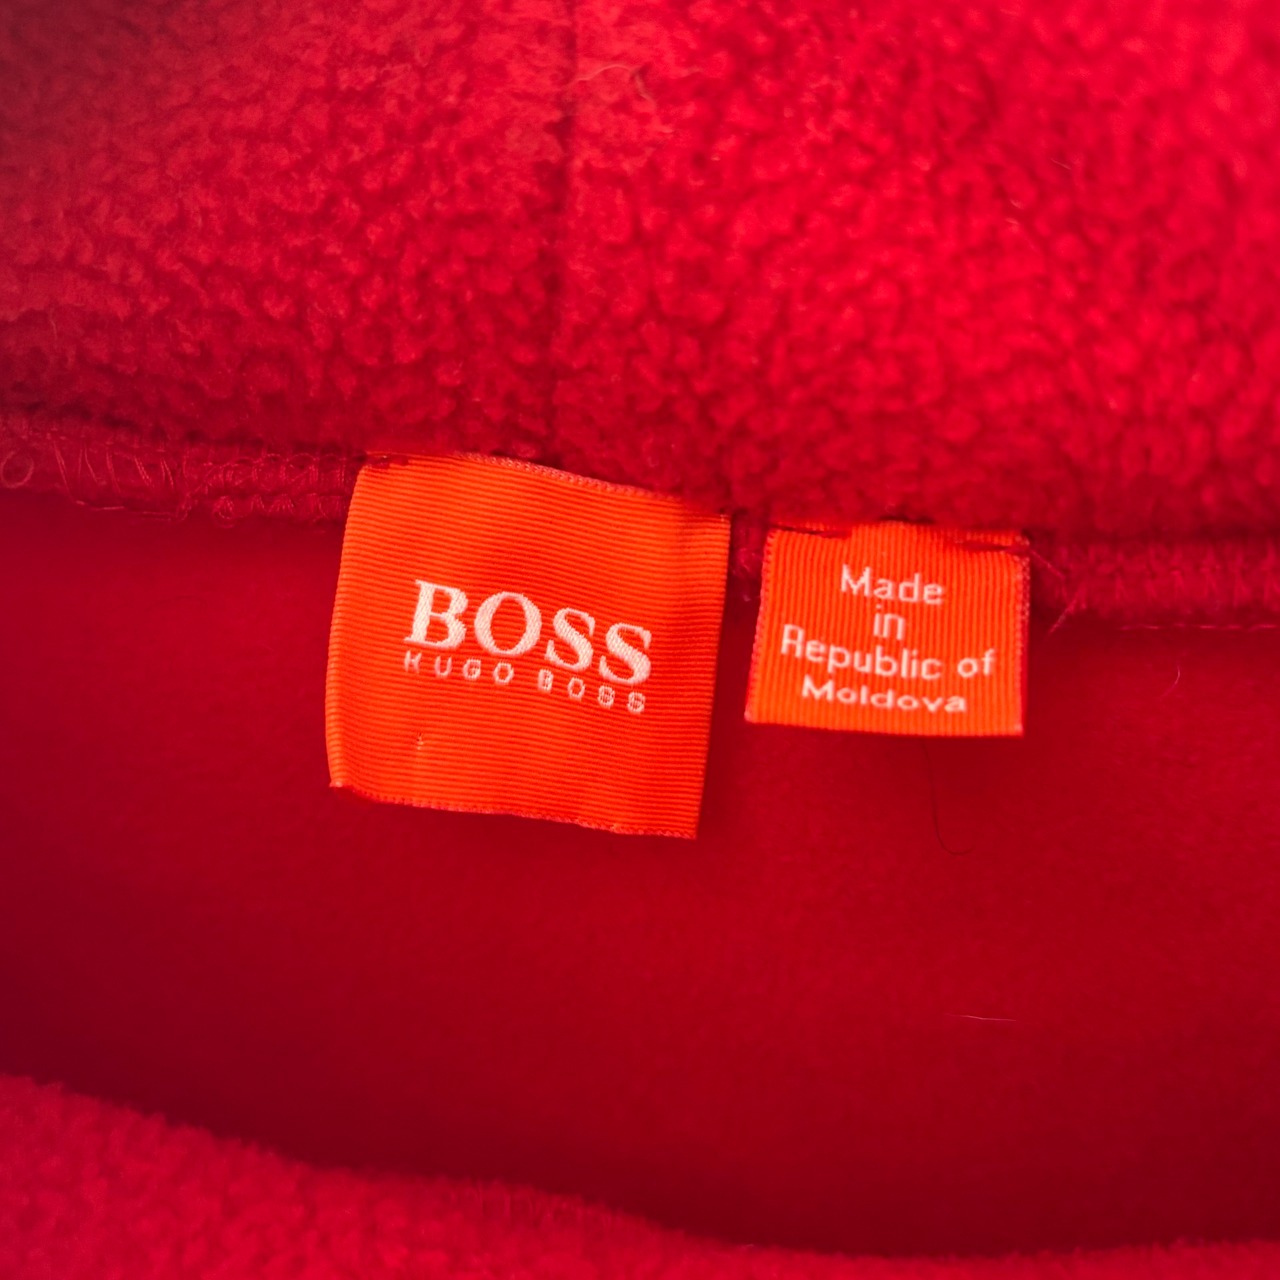 BOSS
HUGO BOSS
Made
in
Republic of
Moldova